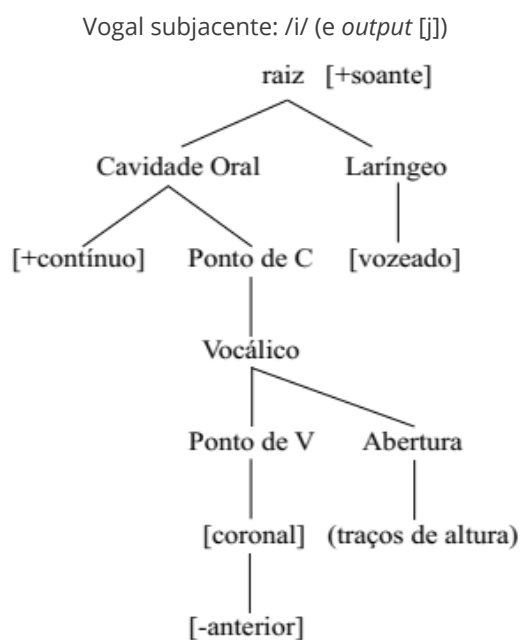 Vogal subjacente: /i/ (e output [j])
raiz [+soante]
Cavidade Oral Laríngeo
[+contínuo] Ponto de C [vozeado]
Vocálico
Ponto de V Abertura
[coronal] (traços de altura)
[-anterior]